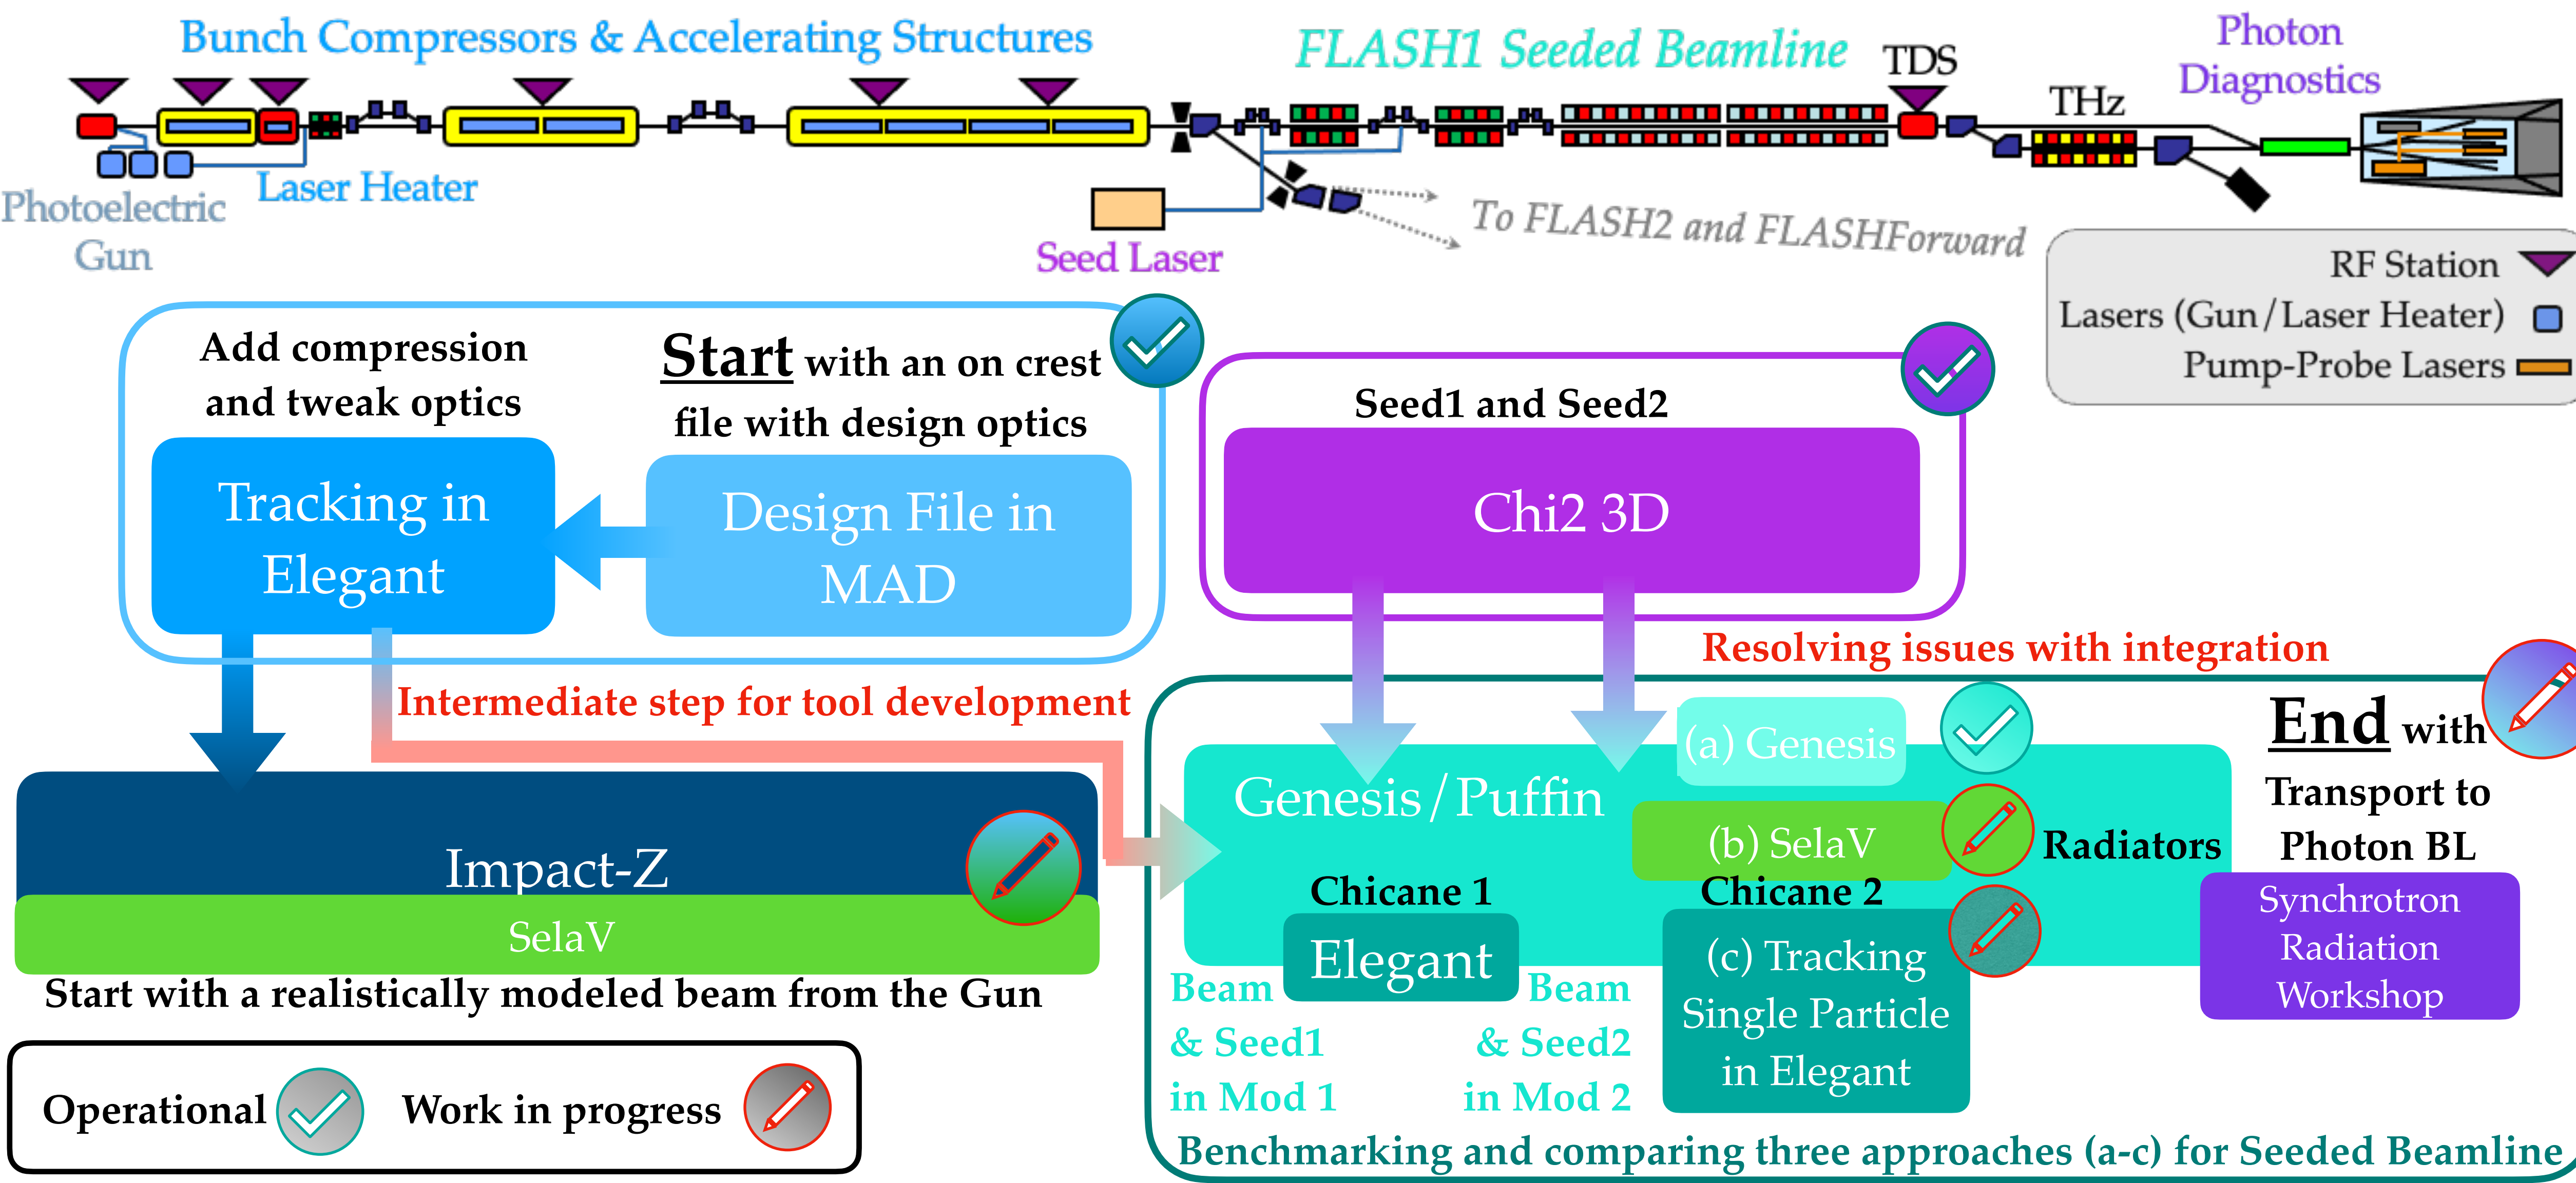 Bunch Compressors & Accelerating Structures
FLASH1 Seeded Beamline
TDS
Photon
Diagnostics
THz
Photoelectric
Gun
Laser Heater
Seed Laser
To FLASH2 and FLASHForward
RF Station
Lasers (Gun/Laser Heater)
Pump-Probe Lasers
Add compression
and tweak optics
Start with an on crest
file with design optics
Tracking in
Elegant
Design File in
MAD
Seed1 and Seed2
Chi2 3D
Intermediate step for tool development
Resolving issues with integration
Impact-Z
SelaV
Start with a realistically modeled beam from the Gun
Genesis/Puffin
(a) Genesis
(b) SelaV
Radiators
Chicane 1
Elegant
Chicane 2
(c) Tracking
Single Particle
in Elegant
Beam
& Seed1
in Mod 1
Beam
& Seed2
in Mod 2
End with
Transport to
Photon BL
Synchrotron
Radiation
Workshop
Benchmarking and comparing three approaches (a-c) for Seeded Beamline
Operational
Work in progress